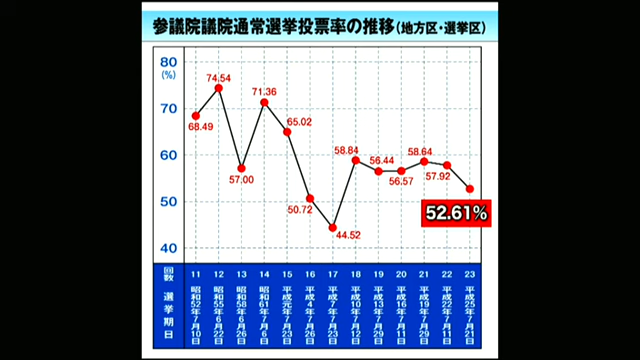 参議院議院通常選挙投票率の推移(地方区・選挙区)
80
(%)
70
60
50
40
68.49
74.54
57.00
71.36
65.02
50.72
44.52
58.84
56.44
56.57
58.64
57.92
52.61%
回数 11 12 13 14 15 16 17 18 19 20 21 22 23
選挙期日
昭和52年7月10日
昭和55年6月22日
昭和58年6月26日
昭和61年7月6日
平成元年7月23日
平成4年7月26日
平成7年7月23日
平成10年7月12日
平成13年7月29日
平成16年7月11日
平成19年7月29日
平成22年7月11日
平成25年7月21日